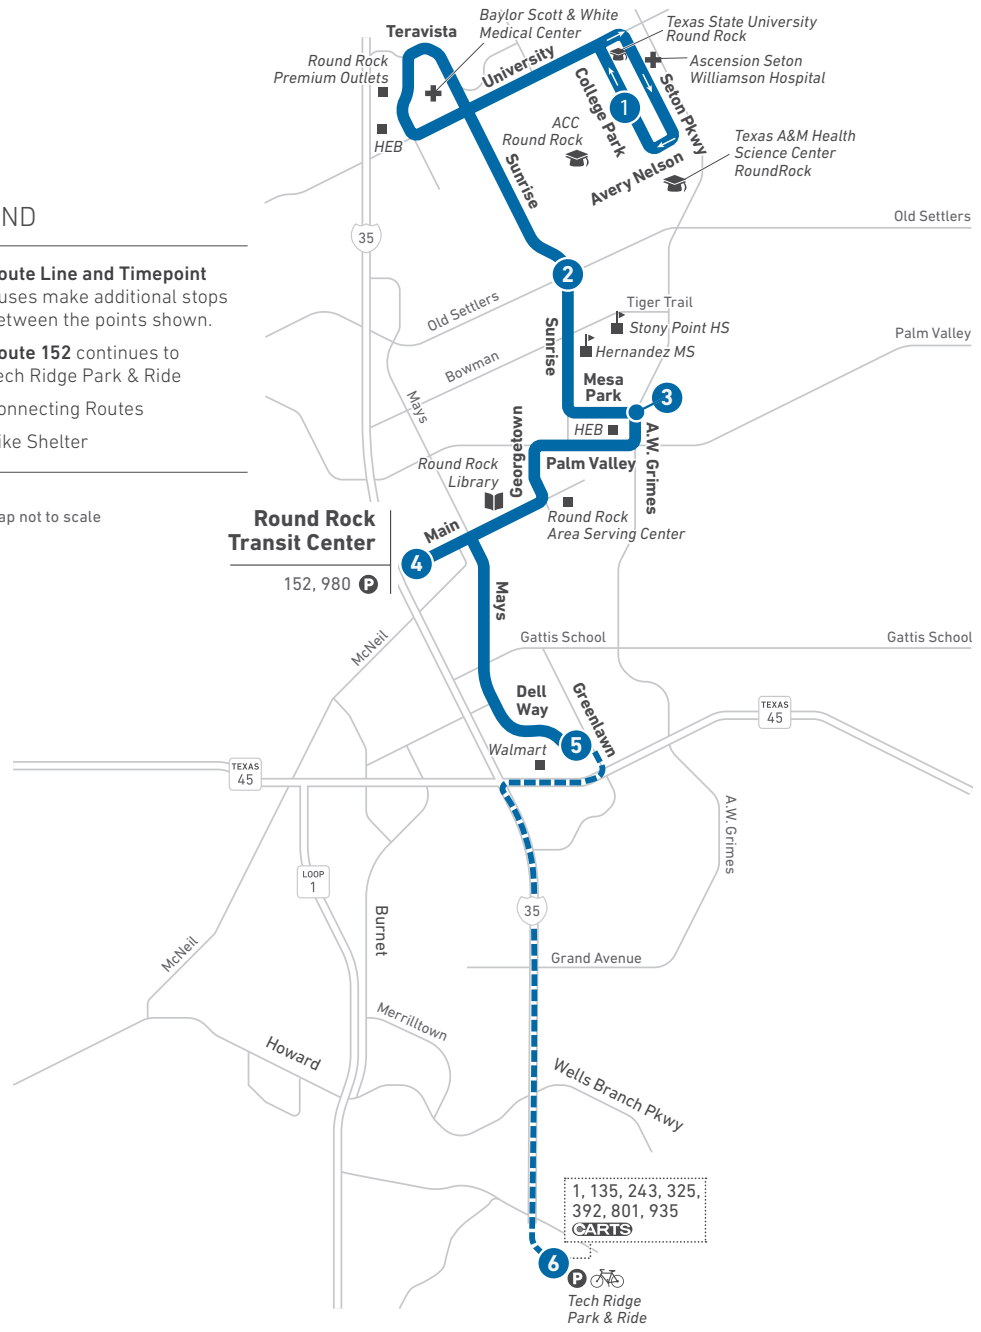 Baylor Scott & White
Medical Center
Texas State University
Round Rock
Teravista
Round Rock
Premium Outlets
University
Ascension Seton
Williamson Hospital
College Park
Seton Pkwy
1
ACC
Round Rock
HEB
Texas A&M Health
Science Center
RoundRock
Sunrise
Avery Nelson
ND
Old Settlers
35
oute Line and Timepoint
uses make additional stops
etween the points shown.
2
Old Settlers
Tiger Trail
Stony Point HS
Palm Valley
Sunrise
Hernandez MS
oute 152 continues to
ech Ridge Park & Ride
Bowman
Mesa
Park
3
onnecting Routes
Mays
ike Shelter
HEB
A.W. Grimes
Georgetown
Palm Valley
Round Rock
Library
ap not to scale
Round Rock
Area Serving Center
Round Rock
Transit Center
Main
4
152, 980 P
Mays
McNeil
Gattis School
Gattis School
Dell
Way
Greenlawn
TEXAS
45
Walmart
5
TEXAS
45
A.W. Grimes
LOOP
1
35
Burnet
McNeil
Grand Avenue
Merrilltown
Howard
Wells Branch Pkwy
1, 135, 243, 325,
392, 801, 935
CARTS
6
P
Tech Ridge
Park & Ride